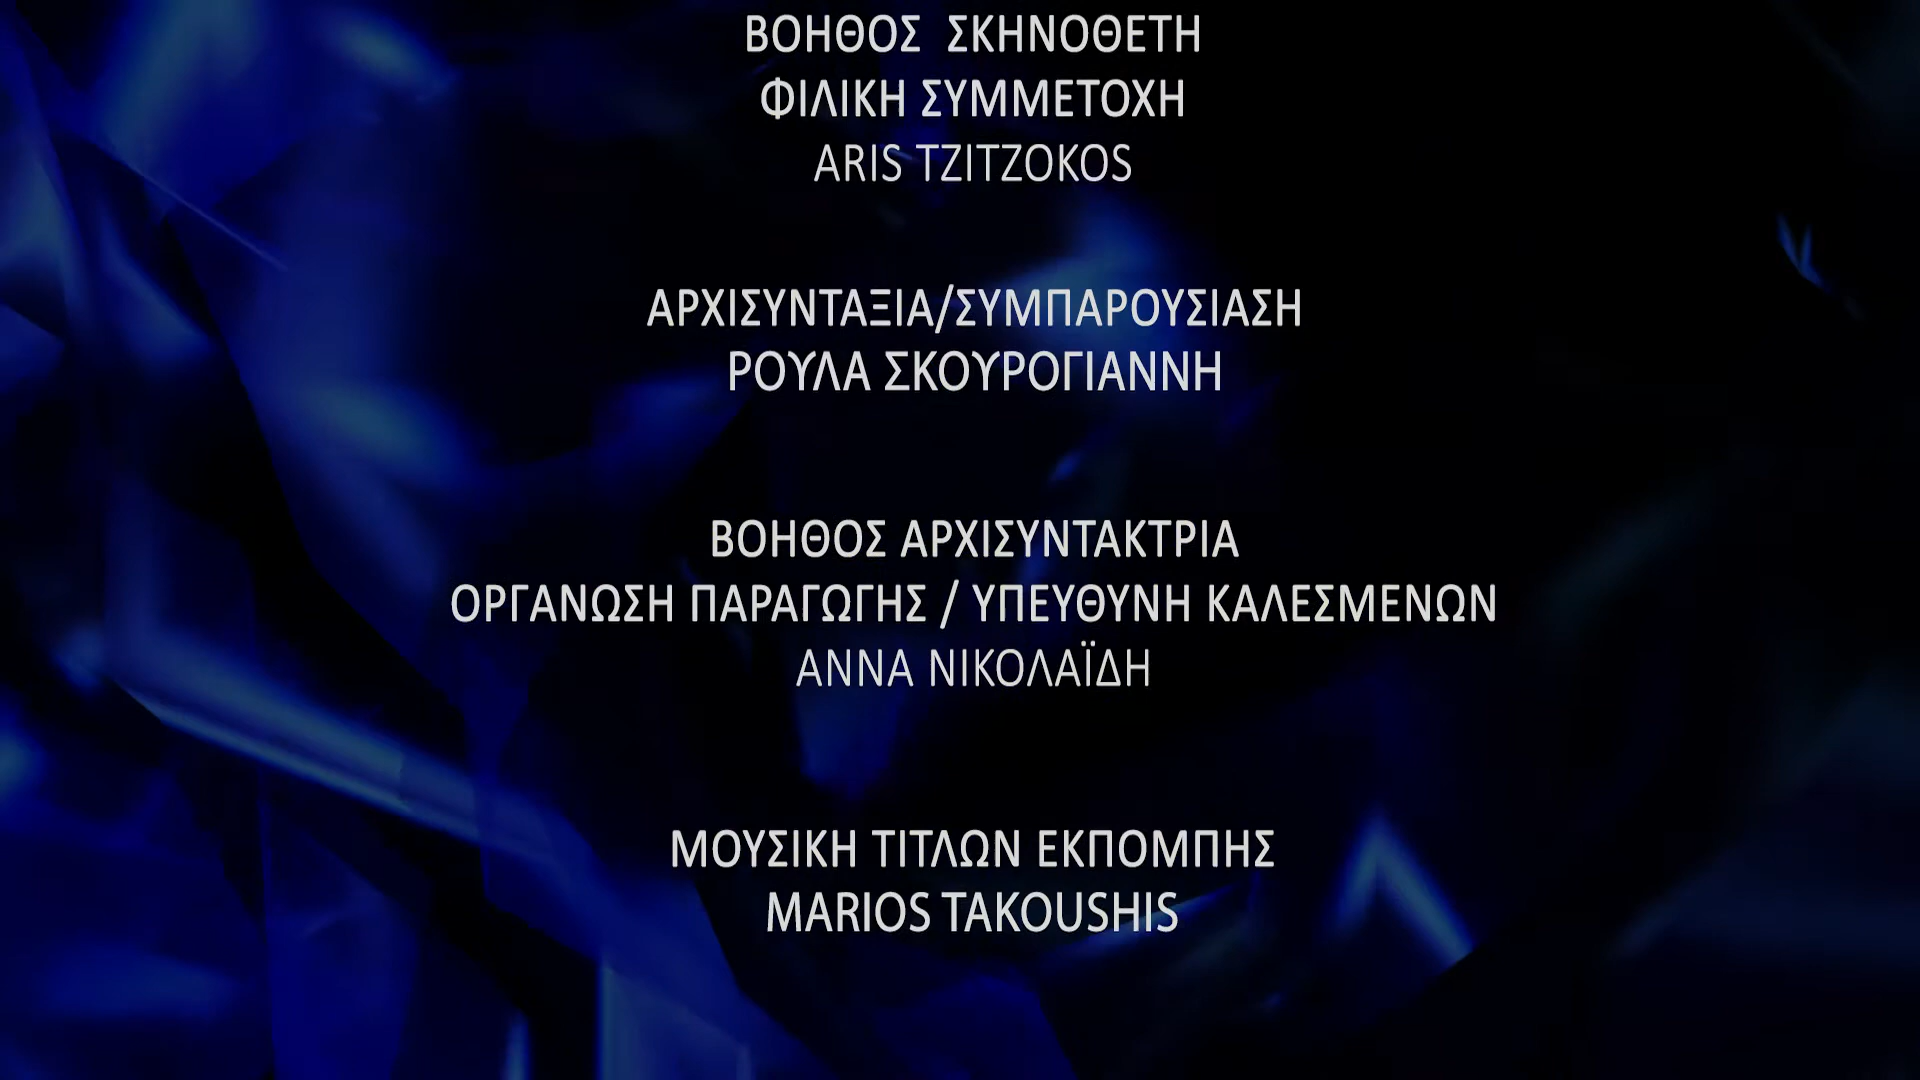 ΒΟΗΘΟΣ ΣΚΗΝΟΘΕΤΗ
ΦΙΛΙΚΗ ΣΥΜΜΕΤΟΧΗ
ARIS TZITZOKOS
ΑΡΧΙΣΥΝΤΑΞΙΑ/ΣΥΜΠΑΡΟΥΣΙΑΣΗ
ΡΟΥΛΑ ΣΚΟΥΡΟΓΙΑΝΝΗ
ΒΟΗΘΟΣ ΑΡΧΙΣΥΝΤΑΚΤΡΙΑ
ΟΡΓΑΝΩΣΗ ΠΑΡΑΓΩΓΗΣ / ΥΠΕΥΘΥΝΗ ΚΑΛΕΣΜΕΝΩΝ
ΑΝΝΑ ΝΙΚΟΛΑΪΔΗ
ΜΟΥΣΙΚΗ ΤΙΤΛΩΝ ΕΚΠΟΜΠΗΣ
MARIOS TAKOUSHIS